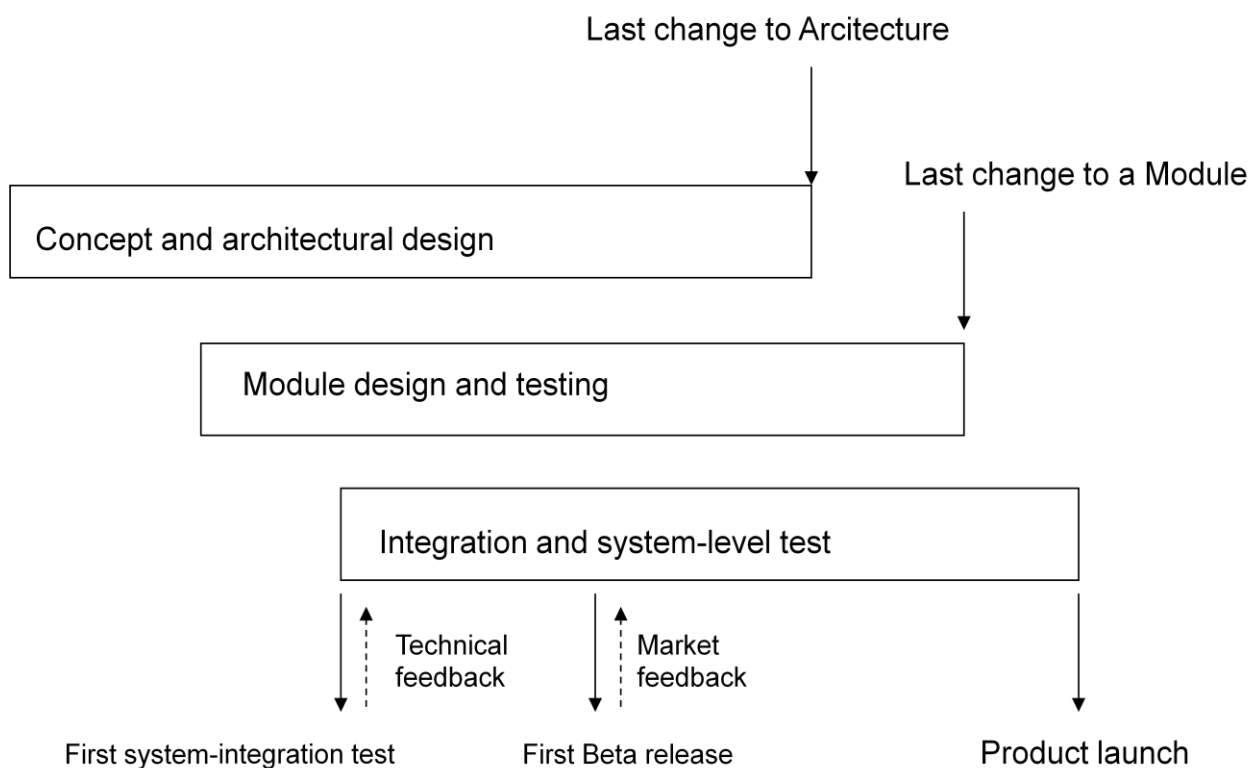 Last change to Arcitecture
Last change to a Module
Concept and architectural design
Module design and testing
Integration and system-level test
Technical
feedback
Market
feedback
First system-integration test
First Beta release
Product launch